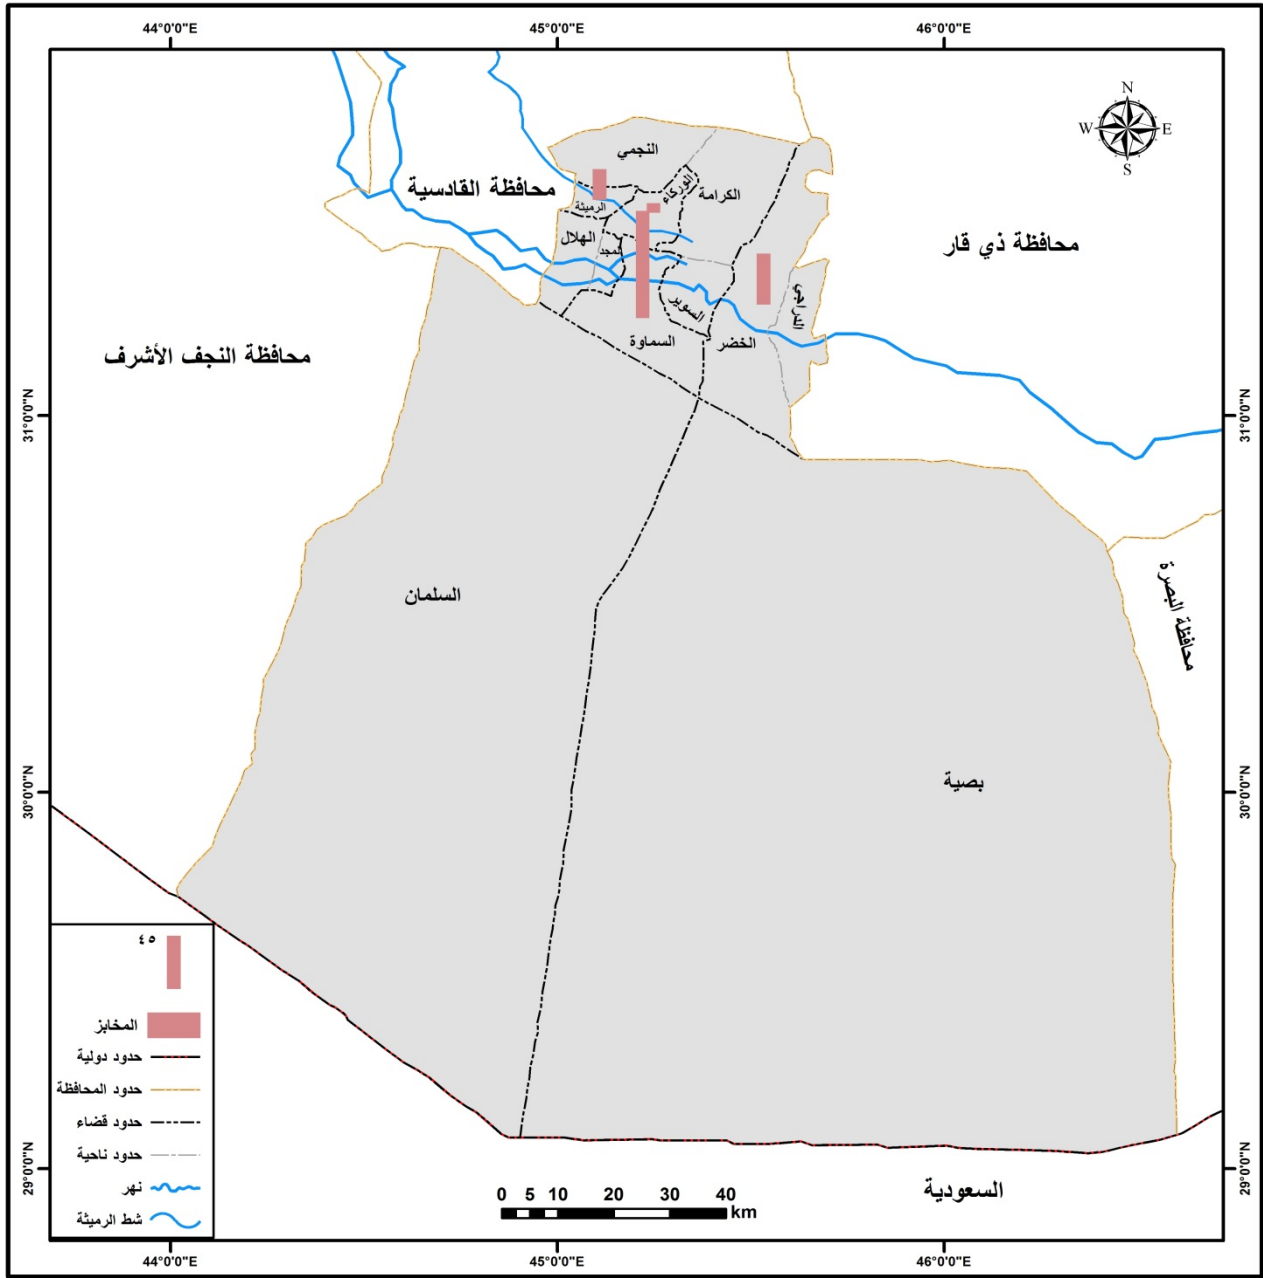 44°0'0"E
45°0'0"E
46°0'0"E
N
W
E
S
النجمي
الوركاء
الكرامة
محافظة القادسية
الرميثة
الهلال
المجد
محافظة ذي قار
السوير
الدراجي
السماوة
الخضر
محافظة النجف الأشرف
31°0'0"N
31°0'0"N
السلمان
محافظة البصرة
بصية
30°0'0"N
30°0'0"N
٤٥
المخابز
حدود دولية
حدود المحافظة
حدود قضاء
حدود ناحية
نهر
شط الرميثة
29°0'0"N
29°0'0"N
السعودية
0 5 10 20 30 40
km
44°0'0"E
45°0'0"E
46°0'0"E